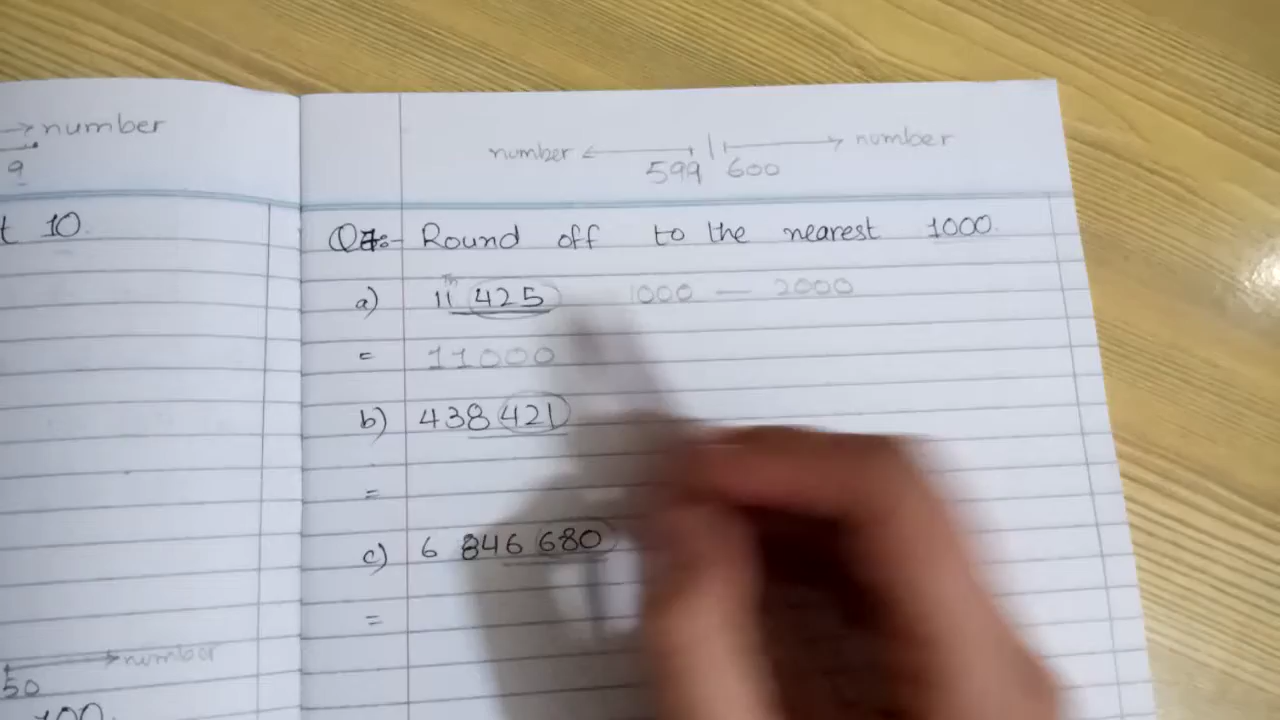 → number
9
t 10.
→ number
50
100.
number ← 599 | 600 → number
Q7:- Round off to the nearest 1000.
Th
a) 11 425 1000 — 2000
= 11000
b) 438 421
=
c) 6 846 680
=